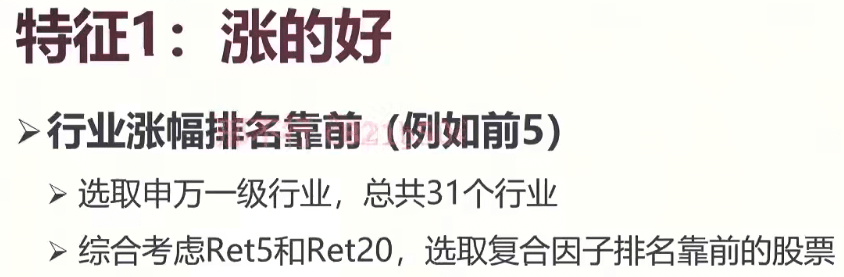 特征1：涨的好
➢行业涨幅排名靠前（例如前5）
➢选取申万一级行业，总共31个行业
➢综合考虑Ret5和Ret20，选取复合因子排名靠前的股票